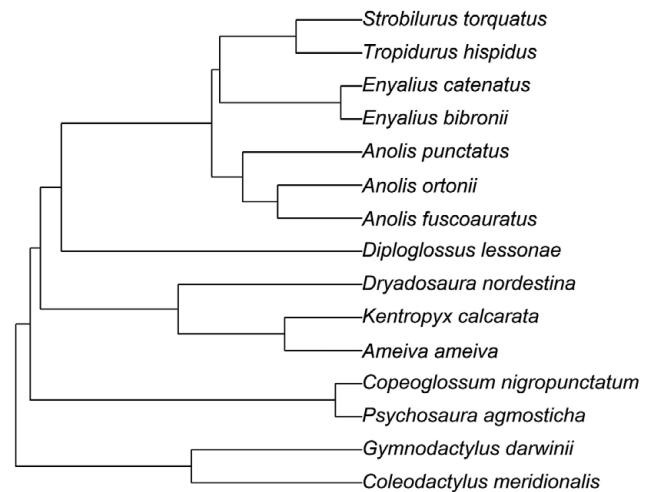 Strobilurus torquatus
Tropidurus hispidus
Enyalius catenatus
Enyalius bibronii
Anolis punctatus
Anolis ortonii
Anolis fuscoauratus
Diploglossus lessonae
Dryadosaura nordestina
Kentropyx calcarata
Ameiva ameiva
Copeoglossum nigropunctatum
Psychosaura agmosticha
Gymnodactylus darwinii
Coleodactylus meridionalis